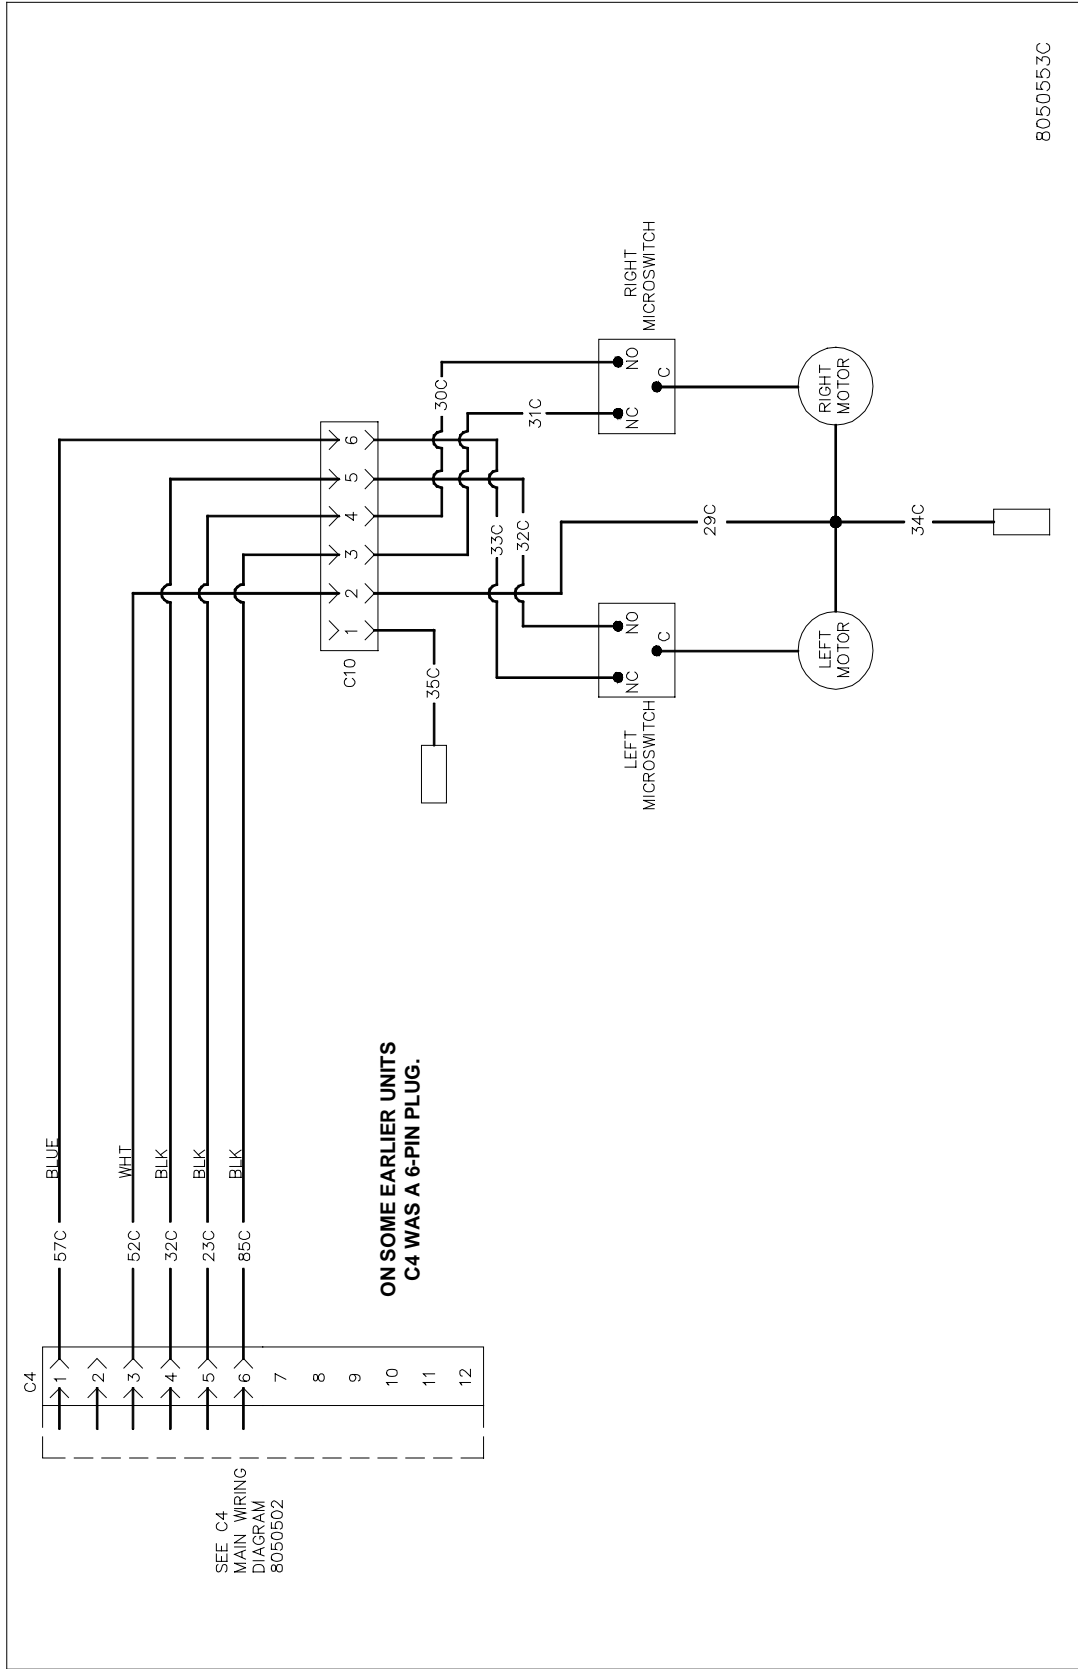 C4
1
2
3
4
5
6
7
8
9
10
11
12
SEE C4
MAIN WIRING
DIAGRAM
8050502
57C
BLUE
52C
WHT
32C
BLK
23C
BLK
85C
BLK
ON SOME EARLIER UNITS
C4 WAS A 6-PIN PLUG.
C10
1
2
3
4
5
6
35C
33C
32C
30C
31C
29C
34C
LEFT
MICROSWITCH
NC
NO
C
RIGHT
MICROSWITCH
NC
NO
C
LEFT
MOTOR
RIGHT
MOTOR
8050553C